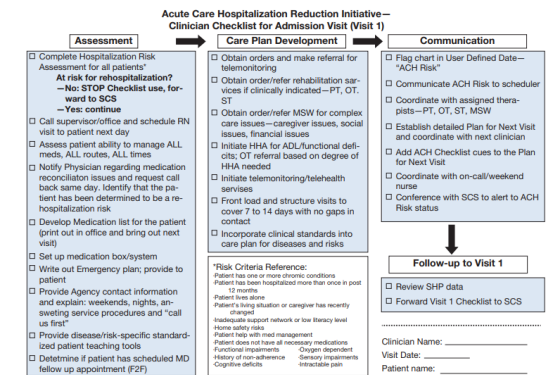 Acute Care Hospitalization Reduction Initiative—
Clinician Checklist for Admission Visit (Visit 1)
Assessment
Complete Hospitalization Risk
Assessment for all patients*
At risk for rehospitalization?
—No: STOP Checklist use, for-
ward to SCS
—Yes: continue
Call supervisor/office and schedule RN
visit to patient next day
Assess patient ability to manage ALL
meds, ALL routes, ALL times
Notify Physician regarding medication
reconciliaton issues and request call
back same day. Identify that the pa-
tient has been determined to be a re-
hospitalization risk
Develop Medication list for the patient
(print out in office and bring out next
visit)
Set up medication box/system
Write out Emergency plan; provide to
patient
Provide Agency contact information
and explain: weekends, nights, an-
sweting service procedures and "call
us first"
Provide disease/risk-specific standard-
ized patient teaching tools
Detetmine if patient has scheduled MD
fellow up appointment (F2F)
Care Plan Development
Obtain orders and make referral for
telemonitoring
Obtain order/refer rehabilitation sar-
vices if clinically indicated—PT, OT.
ST
Obtain order/refer MSW for complex
care issues—caregiver issues, social
issues, financial issues
Initiate HHA for ADL/functional defi-
cits; OT referral based on degree of
HHA needed
Initiate telemonitoring/telehealth
servises
Front load and structure visits to
cover 7 to 14 days with no gaps in
contact
Incorporate clinical standards into
care plan for diseases and risks
*Risk Criteria Reference:
·Patient has one or more chromic conditions
·Patient has been hospitalized more than once in post
12 months
·Patient lives alone
·Patient's living situation or caregiver has recently
changed
·Inadequate support network or low literacy level
·Home safety risks
·Patient help with med management
·Patient does not have all necessary medications
·Functional impairments ·Oxygen dependent
·History of non-adherence ·Sensory impairments
·Cognitive deficits ·Intractable pain
Communication
Flag chart in User Defined Date—
"ACH Risk"
Communicate ACH Risk to scheduler
Coordinate with assigned thera-
pists—PT, OT, ST, MSW
Establish detailed Plan for Next Visit
and coordinate with next clinician
Add ACH Checklist cues to the Plan
for Next Visit
Coordinate with on-call/weekend
nurse
Conference with SCS to alert to ACH
Risk status
Follow-up to Visit 1
Review SHP data
Forward Visit 1 Checklist to SCS
Clinician Name:
Visit Date:
Patient name: